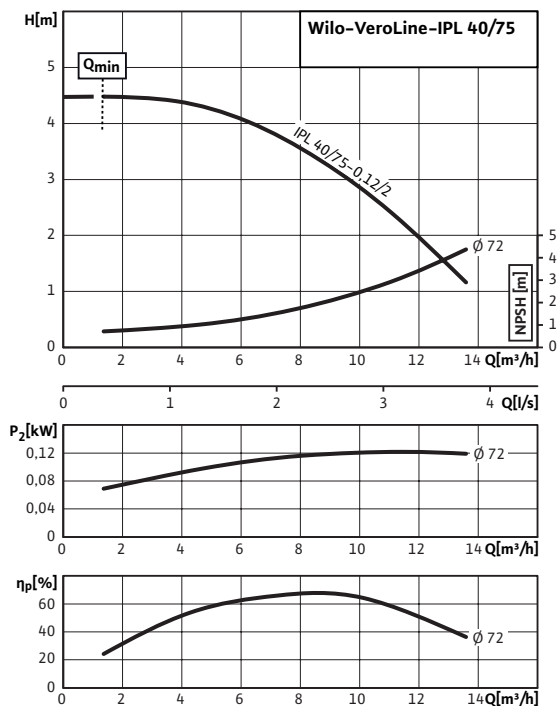 H[m]
Wilo-VeroLine-IPL 40/75
Qmin
5
4
3
2
1
0
IPL 40/75-0,12/2
Ø 72
5
4
3
2
1
0
NPSH [m]
0 2 4 6 8 10 12 14 Q[m³/h]
0 1 2 3 4 Q[l/s]
P₂[kW]
0,12
0,08
0,04
0
Ø 72
0 2 4 6 8 10 12 14 Q[m³/h]
ηp[%]
60
40
20
0
Ø 72
0 2 4 6 8 10 12 14 Q[m³/h]